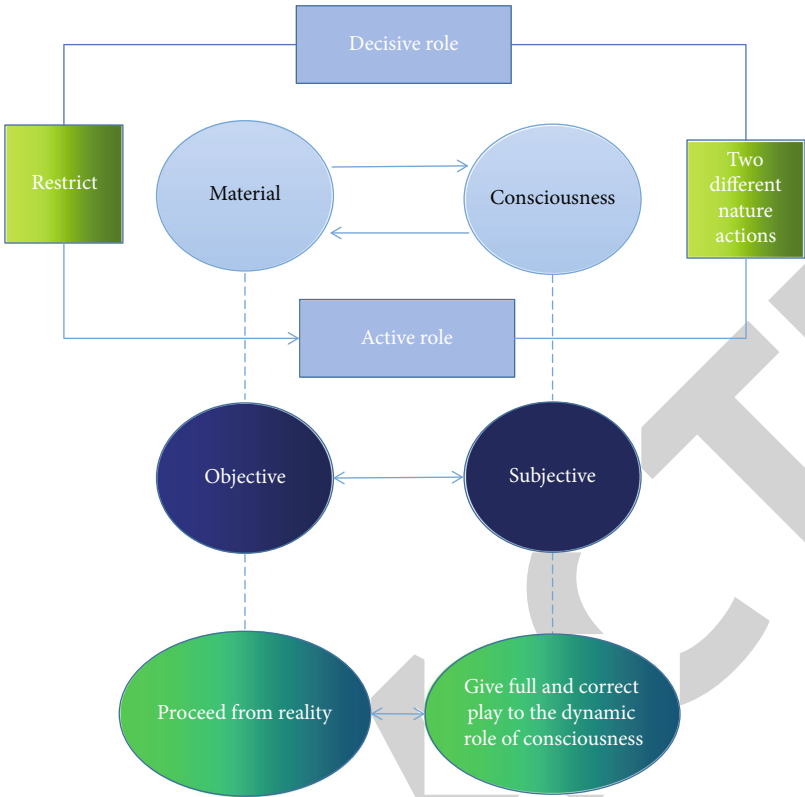 Decisive role
Restrict
Material
Consciousness
Two
different
nature
actions
Active role
Objective
Subjective
Proceed from reality
Give full and correct
play to the dynamic
role of consciousness